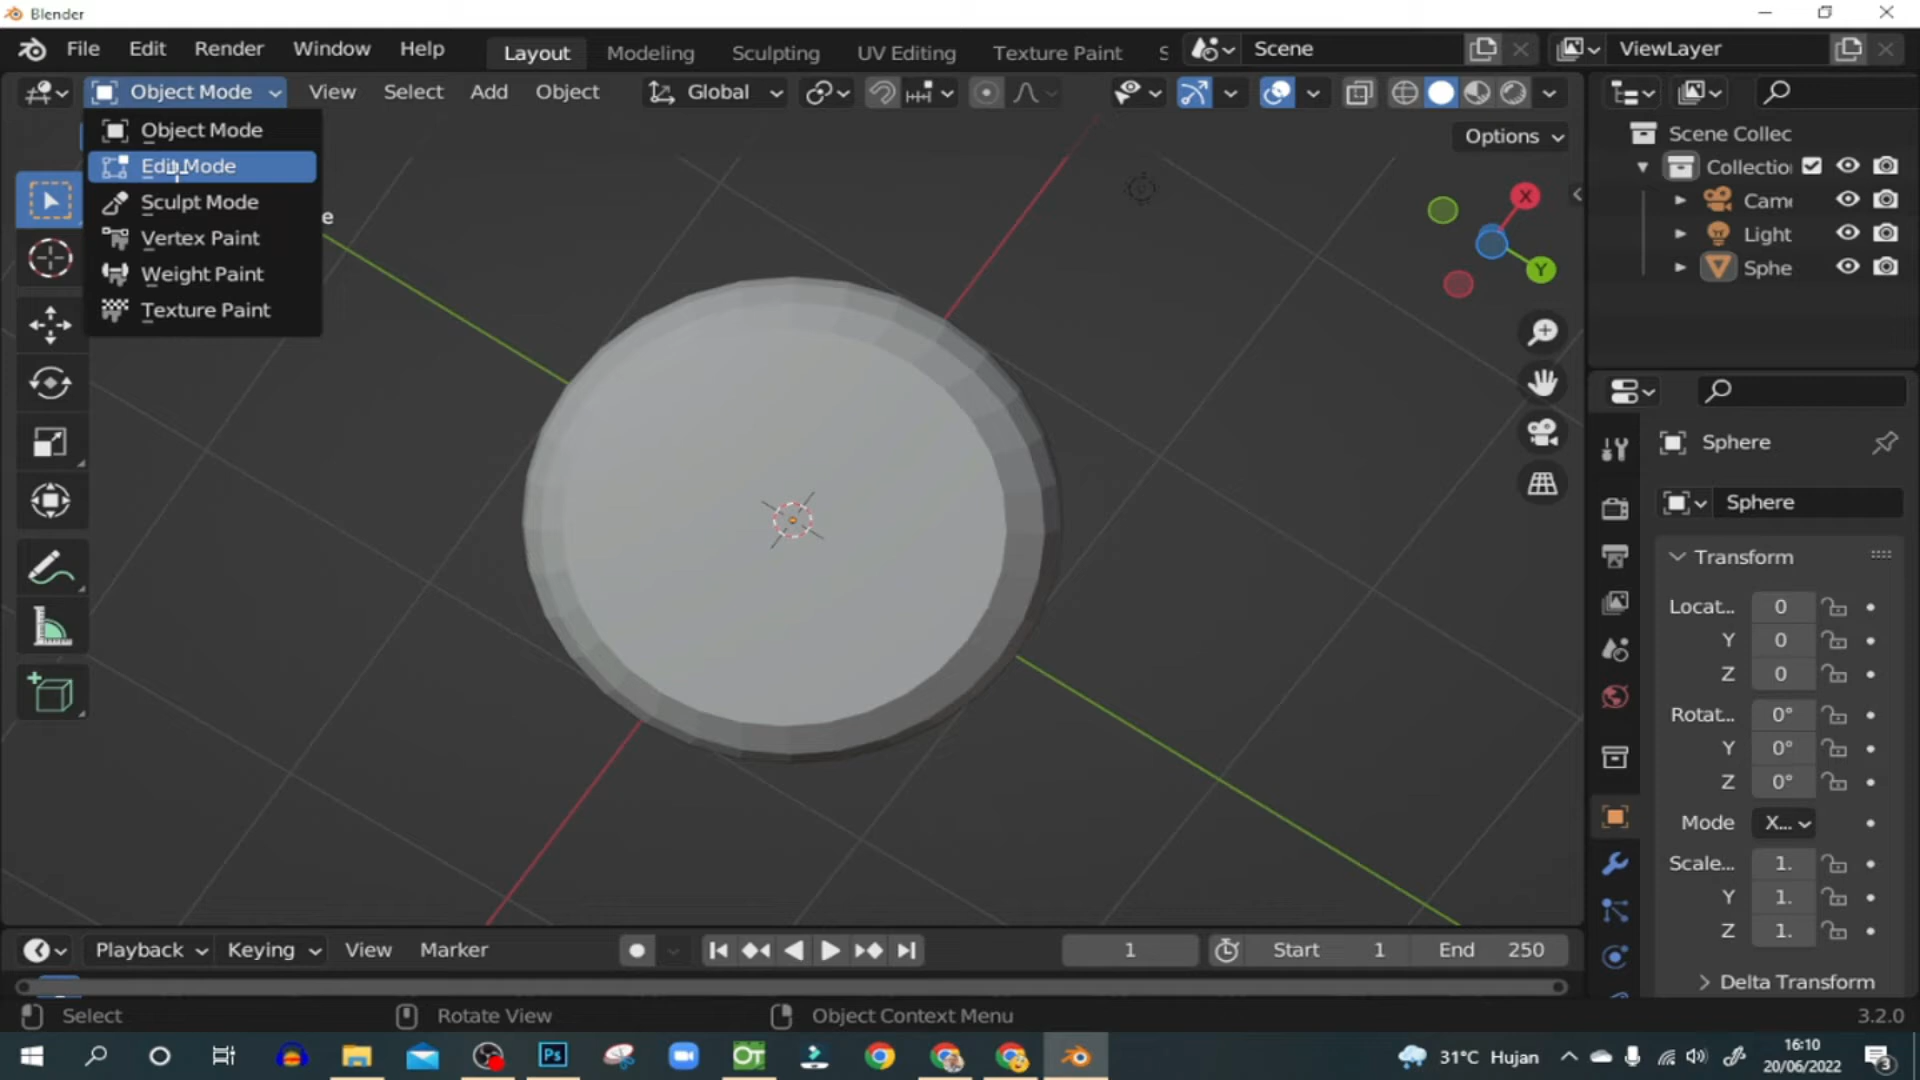 Blender
File Edit Render Window Help Layout Modeling Sculpting UV Editing Texture Paint S Scene ViewLayer
Object Mode View Select Add Object Global
Options
Object Mode
Edit Mode
Sculpt Mode
e
Vertex Paint
Weight Paint
Texture Paint
X
Y
Scene Collec
Collectio
Came
Light
Sphe
Sphere
Sphere
Transform
Locat... 0
Y 0
Z 0
Rotat... 0°
Y 0°
Z 0°
Mode X...
Scale... 1.
Y 1.
Z 1.
Delta Transform
Playback Keying View Marker 1 Start 1 End 250
Select Rotate View Object Context Menu 3.2.0
Ps OT 31°C Hujan 16:10
20/06/2022 3